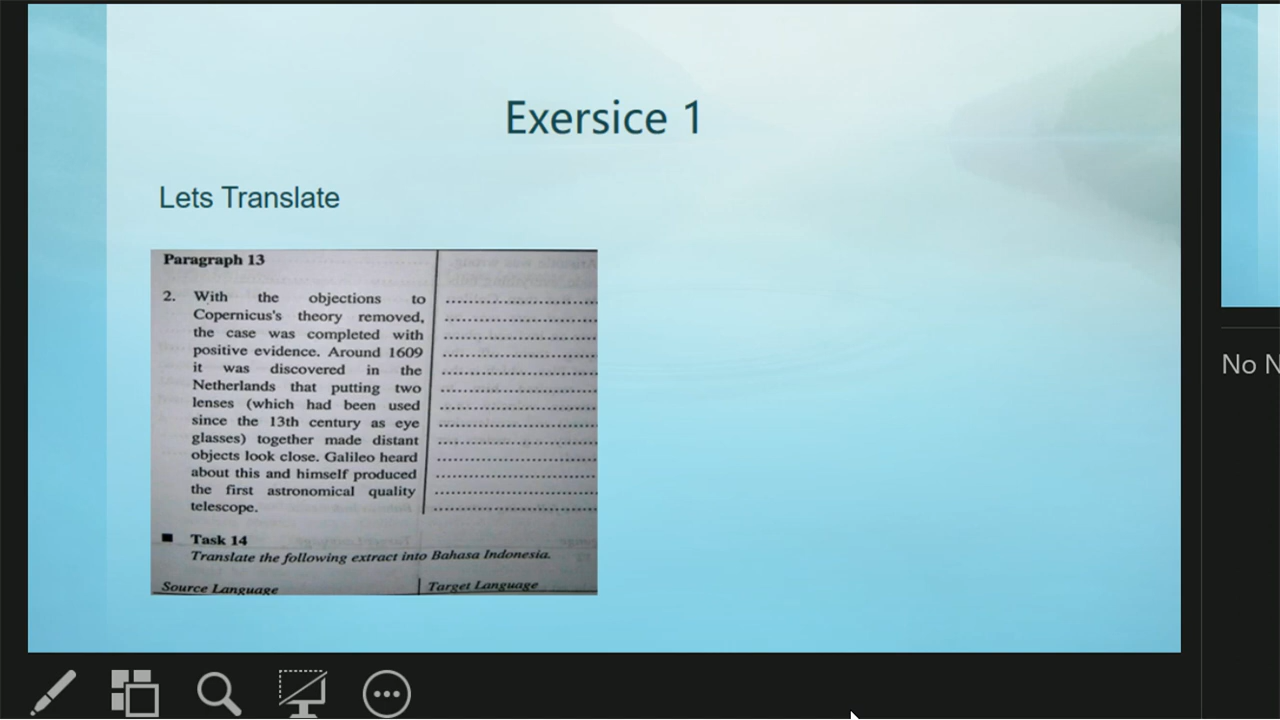 Exersice 1
Lets Translate
Paragraph 13
2. With the objections to
Copernicus's theory removed,
the case was completed with
positive evidence. Around 1609
it was discovered in the
Netherlands that putting two
lenses (which had been used
since the 13th century as eye
glasses) together made distant
objects look close. Galileo heard
about this and himself produced
the first astronomical quality
telescope.
Task 14
Translate the following extract into Bahasa Indonesia.
Source Language
Target Language
No N